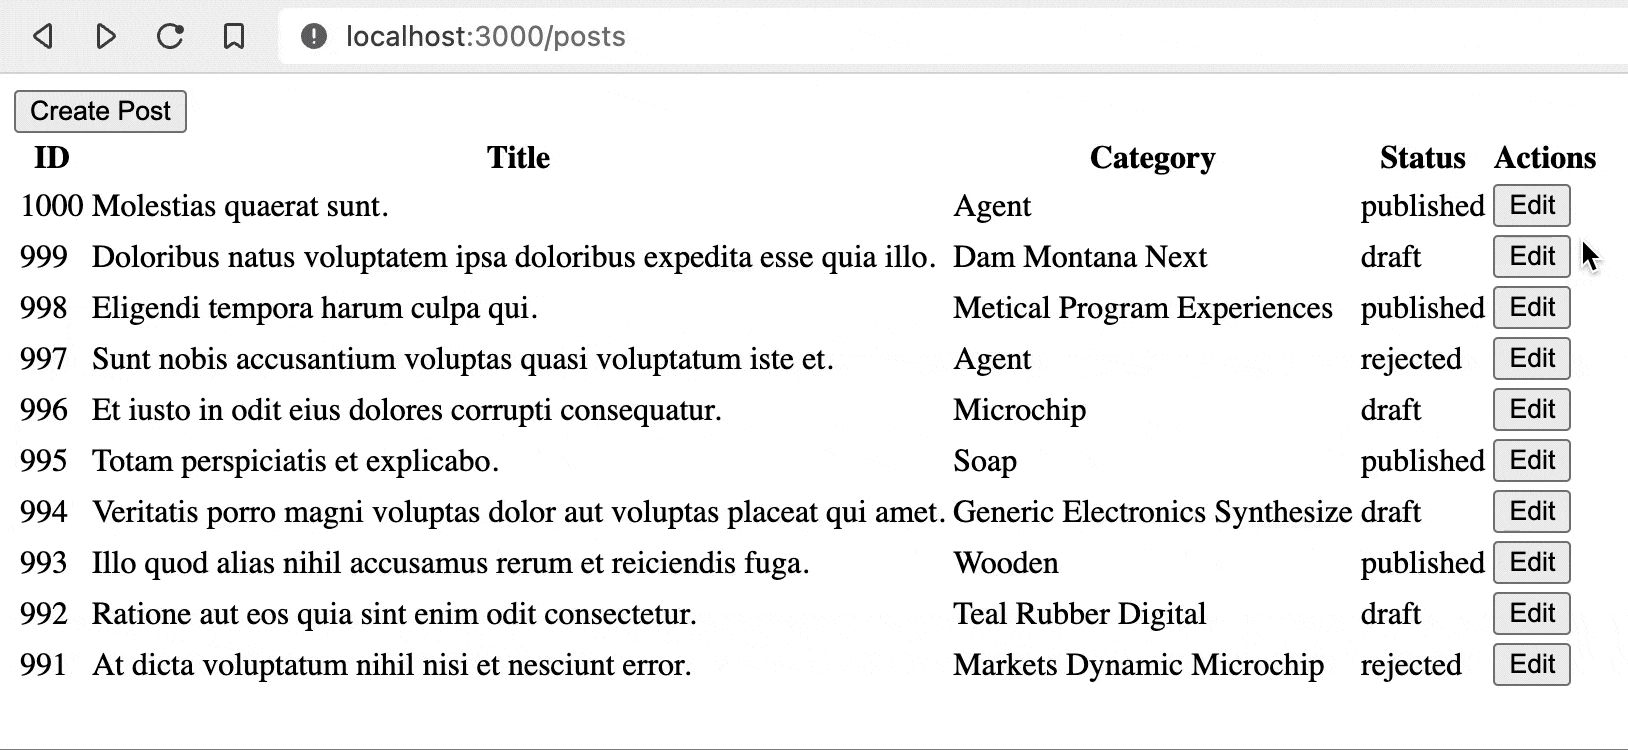 localhost:3000/posts
Create Post
ID Title Category Status Actions
1000 Molestias quaerat sunt. Agent published Edit
999 Doloribus natus voluptatem ipsa doloribus expedita esse quia illo. Dam Montana Next draft Edit
998 Eligendi tempora harum culpa qui. Metical Program Experiences published Edit
997 Sunt nobis accusantium voluptas quasi voluptatum iste et. Agent rejected Edit
996 Et iusto in odit eius dolores corrupti consequatur. Microchip draft Edit
995 Totam perspiciatis et explicabo. Soap published Edit
994 Veritatis porro magni voluptas dolor aut voluptas placeat qui amet. Generic Electronics Synthesize draft Edit
993 Illo quod alias nihil accusamus rerum et reiciendis fuga. Wooden published Edit
992 Ratione aut eos quia sint enim odit consectetur. Teal Rubber Digital draft Edit
991 At dicta voluptatum nihil nisi et nesciunt error. Markets Dynamic Microchip rejected Edit